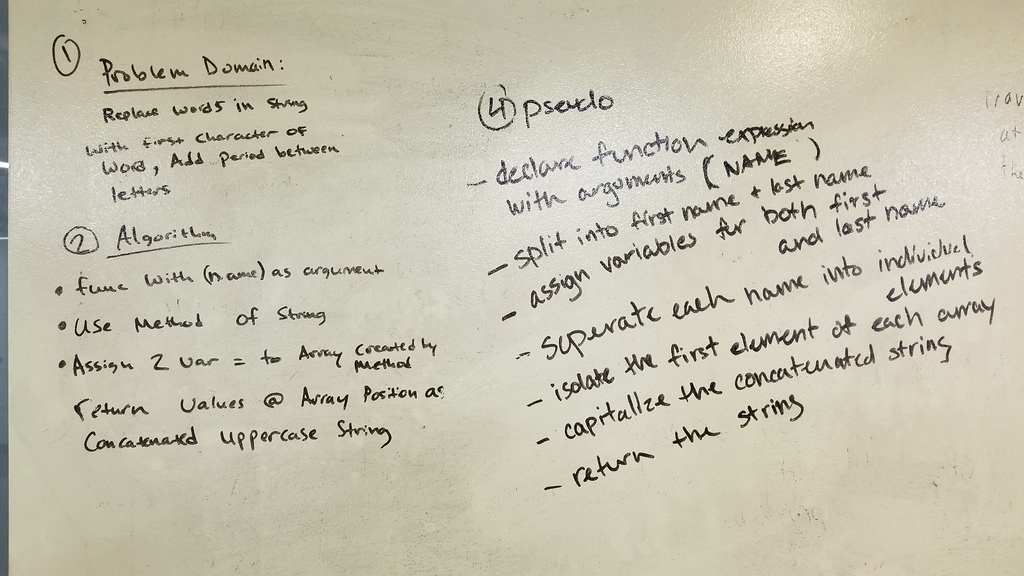 ①
Problem Domain:
Replace words in String
with first character of
Word, Add period between
letters
② Algorithm
• func with (name) as argument
• Use Method of String
• Assign 2 var = to Array Created by
Method
return values @ Array Position as
Concatenated uppercase String
④ pseudo
- declare function expression
with arguments (NAME)
- split into first name + last name
- assign variables for both first
and last name
- seperate each name into individual
elements
- isolate the first element of each array
- capitalize the concatenated string
- return the string
at